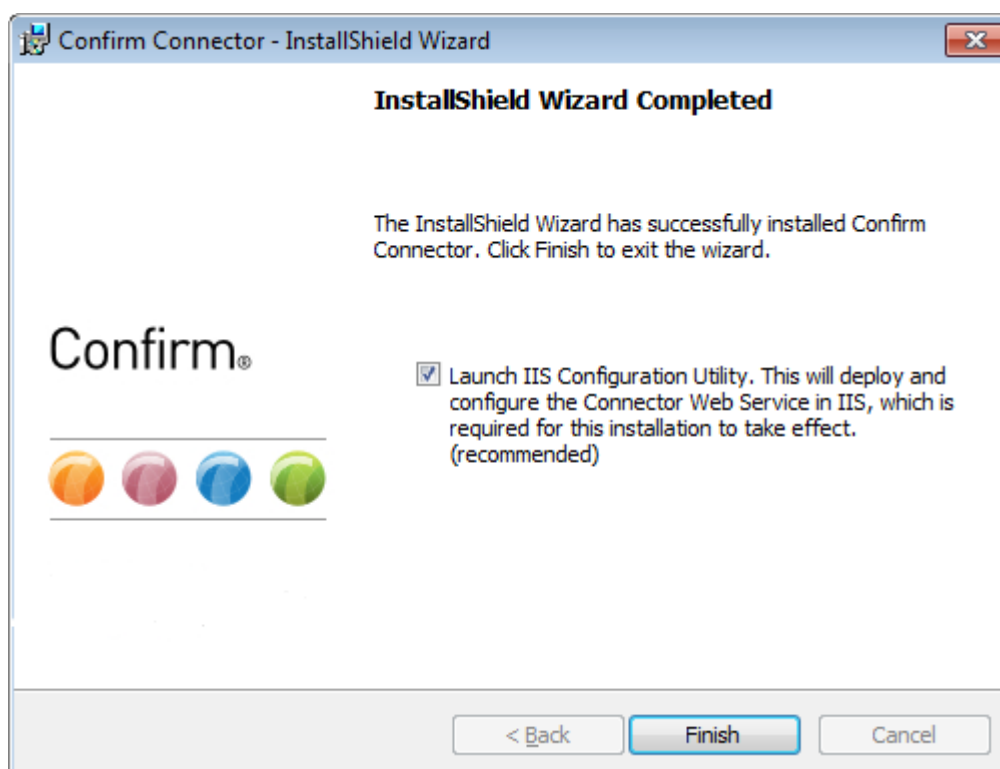 Confirm Connector - InstallShield Wizard
InstallShield Wizard Completed
The InstallShield Wizard has successfully installed Confirm
Connector. Click Finish to exit the wizard.
Confirm®
Launch IIS Configuration Utility. This will deploy and
configure the Connector Web Service in IIS, which is
required for this installation to take effect.
(recommended)
< Back
Finish
Cancel